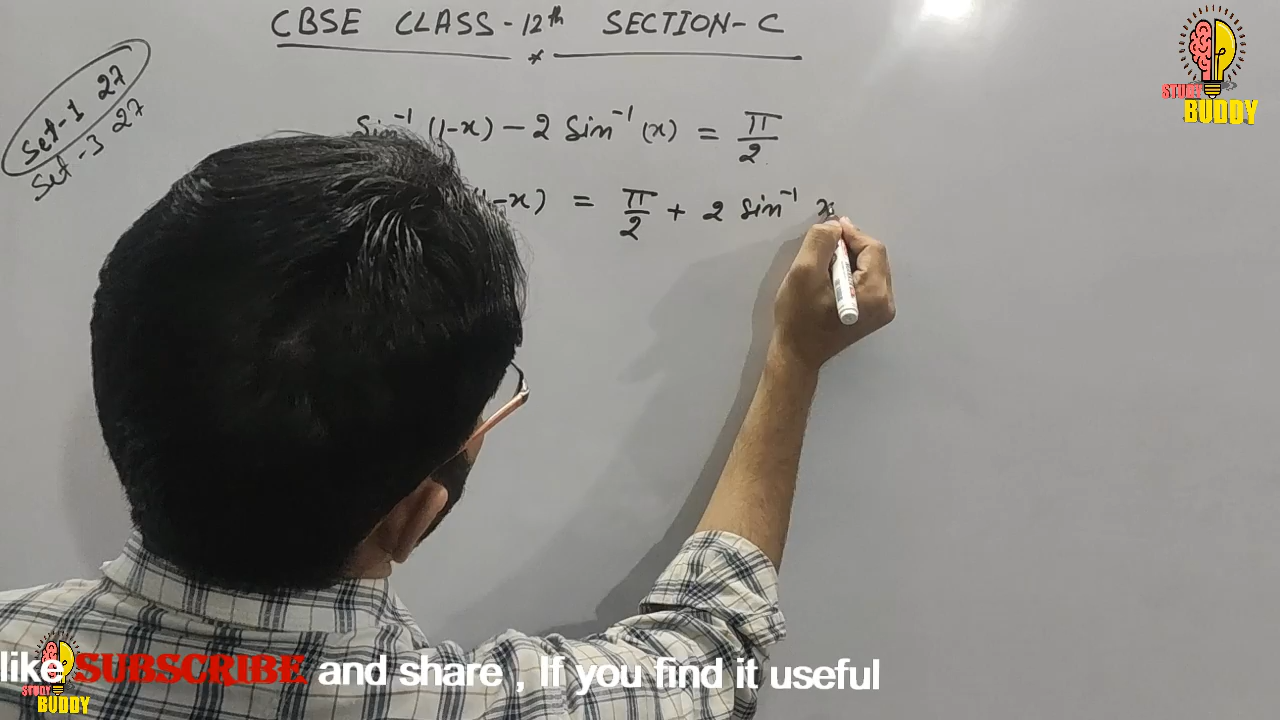 CBSE CLASS-12th SECTION-C
Set-1 27
Set-3 27
Sin⁻¹ (1-x) - 2 Sin⁻¹ (x) = π/2
(1-x) = π/2 + 2 Sin⁻¹ x
STUDY
BUDDY
like SUBSCRIBE and share , If you find it useful
STUDY
BUDDY